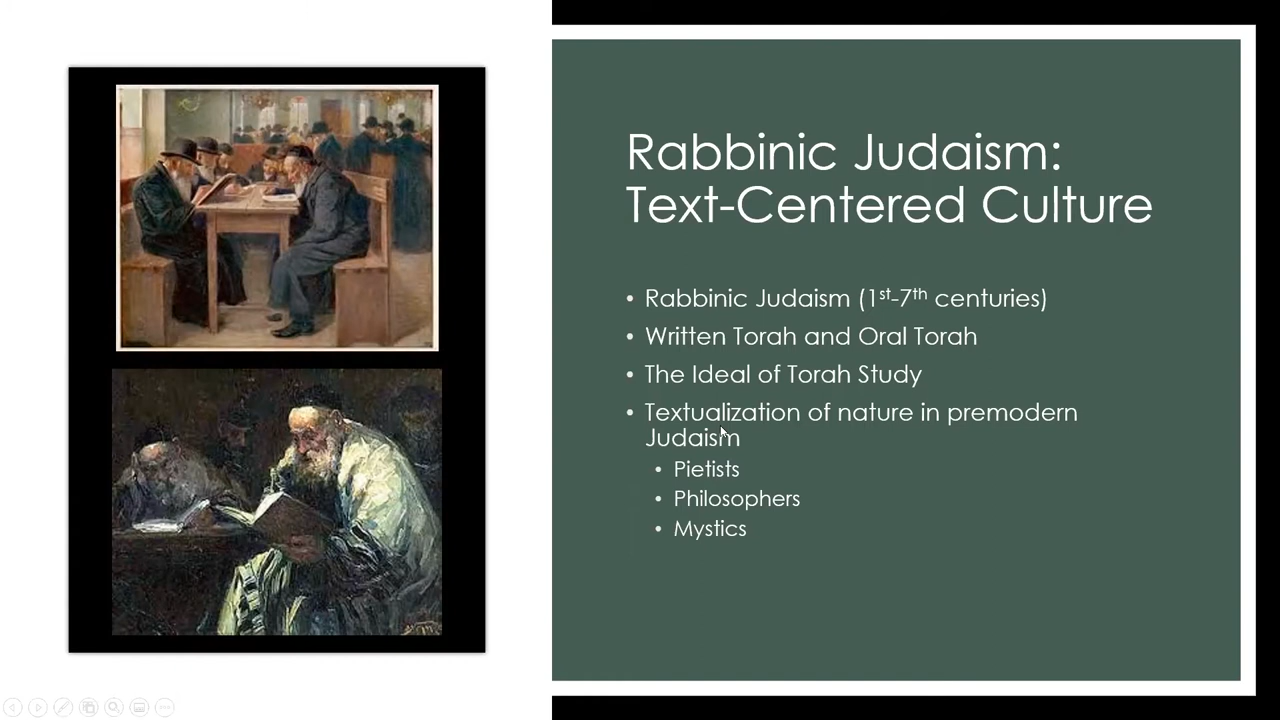 Rabbinic Judaism:
Text-Centered Culture
• Rabbinic Judaism (1st-7th centuries)
• Written Torah and Oral Torah
• The Ideal of Torah Study
• Textualization of nature in premodern
Judaism
• Pietists
• Philosophers
• Mystics